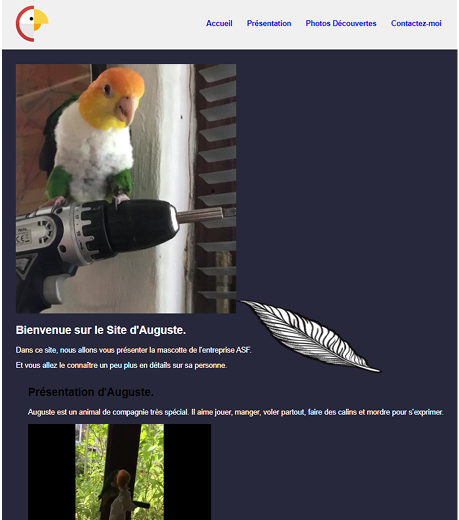 Accueil Présentation Photos Découvertes Contactez-moi
Bienvenue sur le Site d'Auguste.
Dans ce site, nous allons vous présenter la mascotte de l'entreprise ASF.
Et vous allez le connaître un peu plus en détails sur sa personne.
Présentation d'Auguste.
Auguste est un animal de compagnie très spécial. Il aime jouer, manger, voler partout, faire des calins et mordre pour s'exprimer.